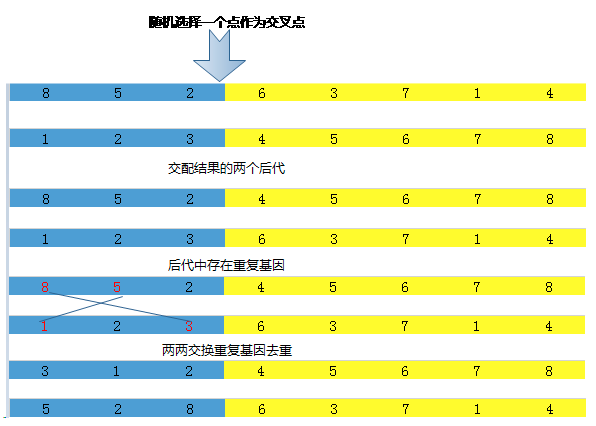 随机选择一个点作为交叉点
8 5 2 6 3 7 1 4
1 2 3 4 5 6 7 8
交配结果的两个后代
8 5 2 4 5 6 7 8
1 2 3 6 3 7 1 4
后代中存在重复基因
8 5 2 4 5 6 7 8
1 2 3 6 3 7 1 4
两两交换重复基因去重
3 1 2 4 5 6 7 8
5 2 8 6 3 7 1 4